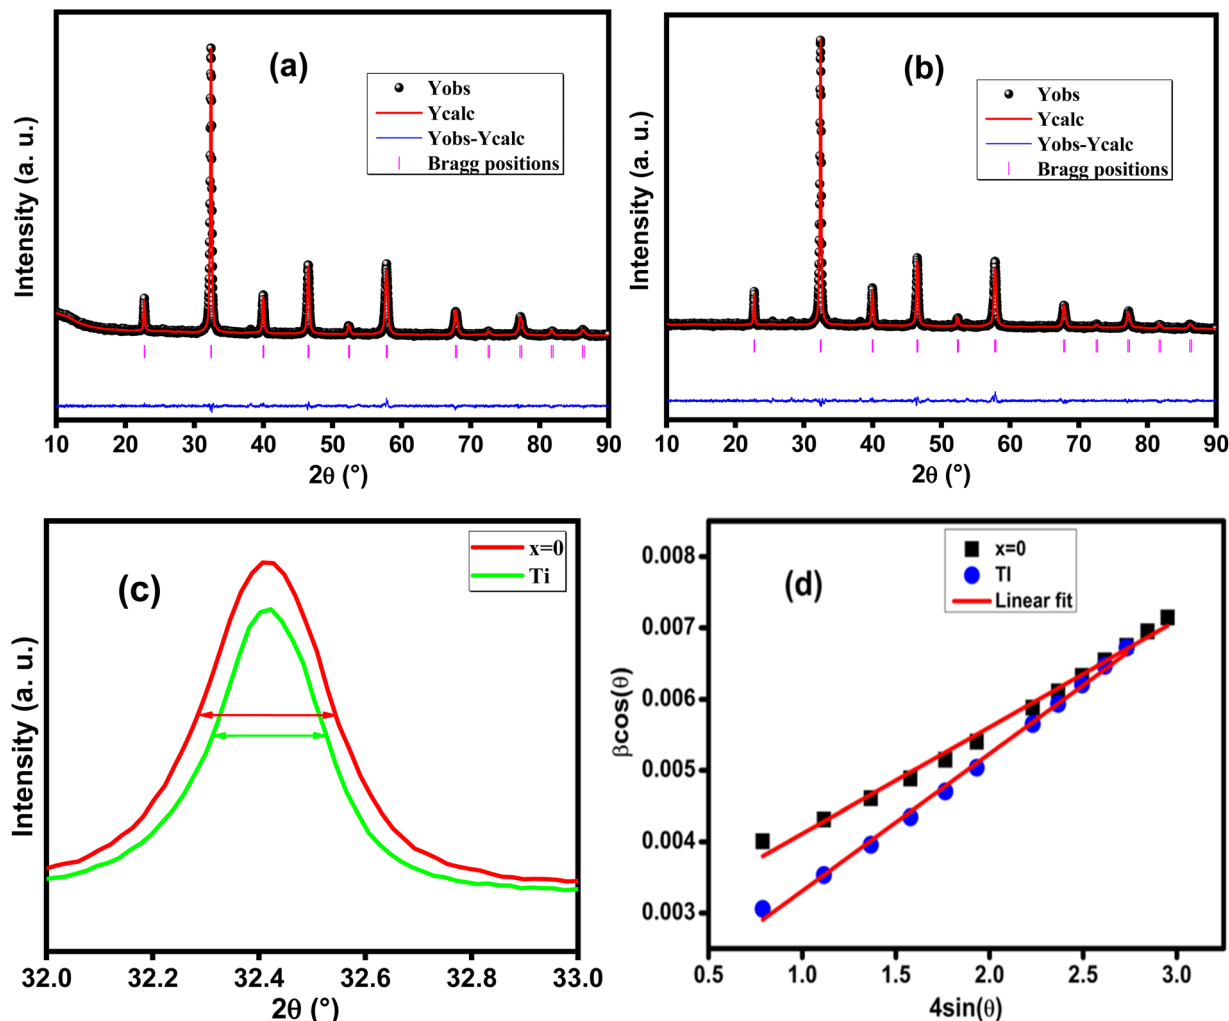 (a)
Yobs
Ycalc
Yobs-Ycalc
Bragg positions
Intensity (a. u.)
10 20 30 40 50 60 70 80 90
2θ (°)
(b)
Yobs
Ycalc
Yobs-Ycalc
Bragg positions
Intensity (a. u.)
10 20 30 40 50 60 70 80 90
2θ (°)
(c)
x=0
Ti
Intensity (a. u.)
32.0 32.2 32.4 32.6 32.8 33.0
2θ (°)
(d)
x=0
TI
Linear fit
βcos(θ)
0.008
0.007
0.006
0.005
0.004
0.003
0.5 1.0 1.5 2.0 2.5 3.0
4sin(θ)